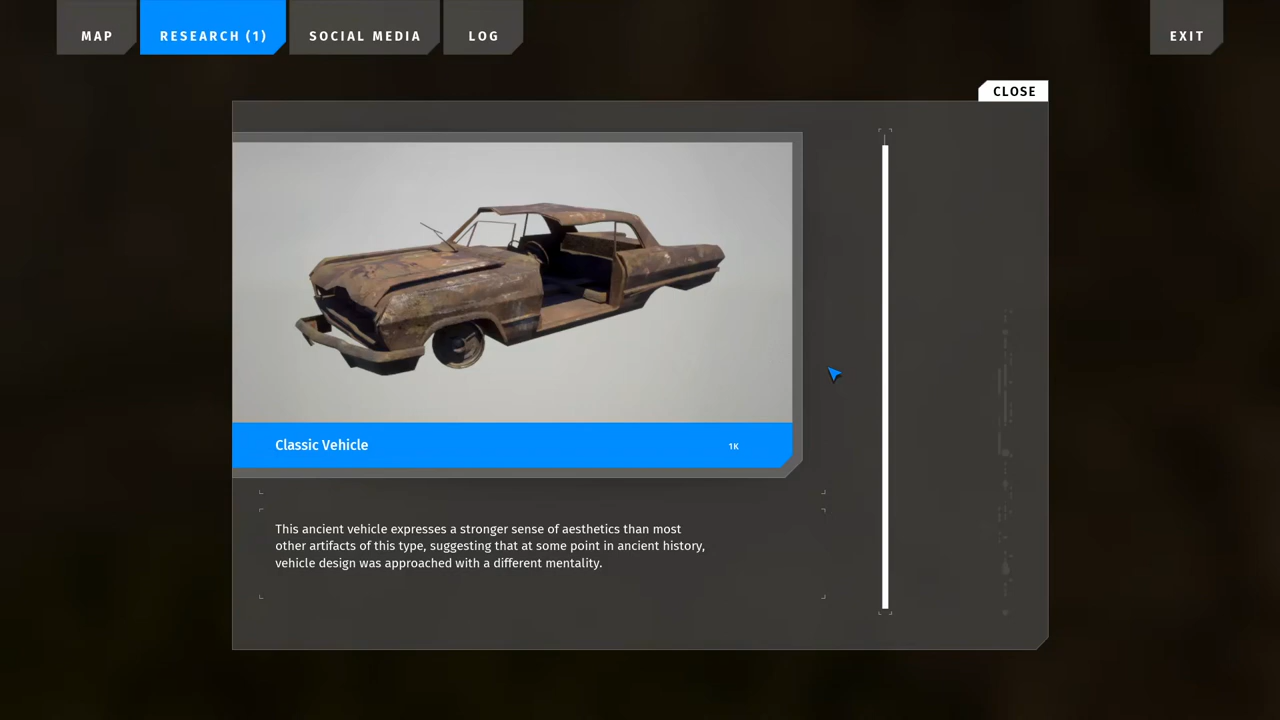 MAP
RESEARCH (1)
SOCIAL MEDIA
LOG
EXIT
CLOSE
Classic Vehicle
1K
This ancient vehicle expresses a stronger sense of aesthetics than most
other artifacts of this type, suggesting that at some point in ancient history,
vehicle design was approached with a different mentality.